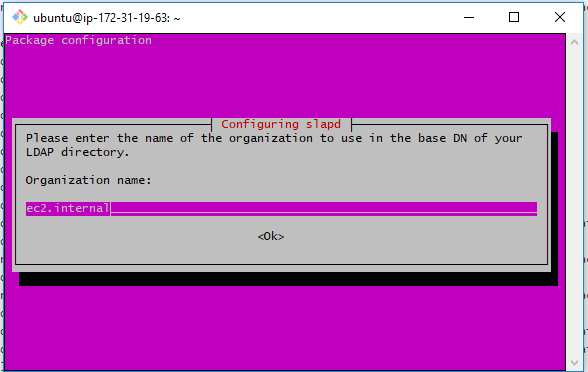 ubuntu@ip-172-31-19-63: ~
Package configuration
Configuring slapd
Please enter the name of the organization to use in the base DN of your
LDAP directory.
Organization name:
ec2.internal
<Ok>